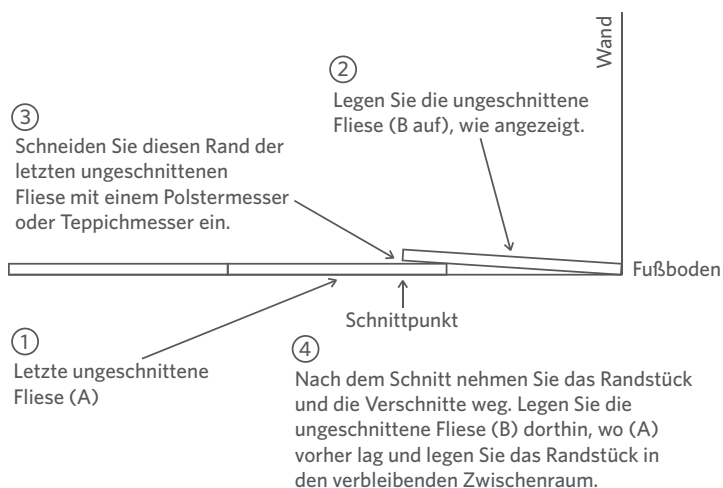 Wand
②
Legen Sie die ungeschnittene
Fliese (B auf), wie angezeigt.
③
Schneiden Sie diesen Rand der
letzten ungeschnittenen
Fliese mit einem Polstermesser
oder Teppichmesser ein.
Fußboden
Schnittpunkt
①
Letzte ungeschnittene
Fliese (A)
④
Nach dem Schnitt nehmen Sie das Randstück
und die Verschnitte weg. Legen Sie die
ungeschnittene Fliese (B) dorthin, wo (A)
vorher lag und legen Sie das Randstück in
den verbleibenden Zwischenraum.